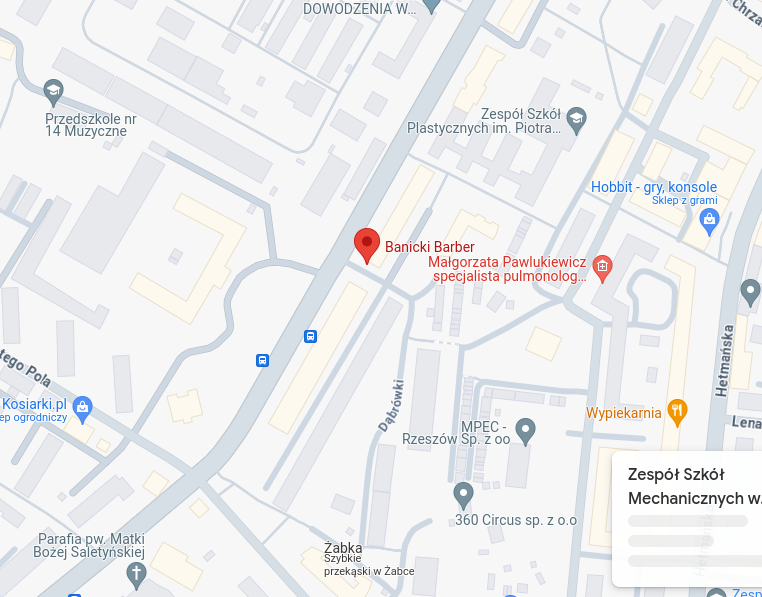 DOWODZENIA W...
Chrza
Przedszkole nr
14 Muzyczne
Zespół Szkół
Plastycznych im. Piotra...
Hobbit - gry, konsole
Sklep z grami
Banicki Barber
Małgorzata Pawlukiewicz
specjalista pulmonolog...
Hetmańska
tego Pola
Kosiarki.pl
ep ogrodniczy
Dąbrówki
Wypiekarnia
Lena
MPEC -
Rzeszów Sp. z oo
Zespół Szkół
Mechanicznych w.
360 Circus sp. z o.o
Parafia pw. Matki
Bożej Saletyńskiej
Żabka
Szybkie
przekąski w Żabce
Zesp